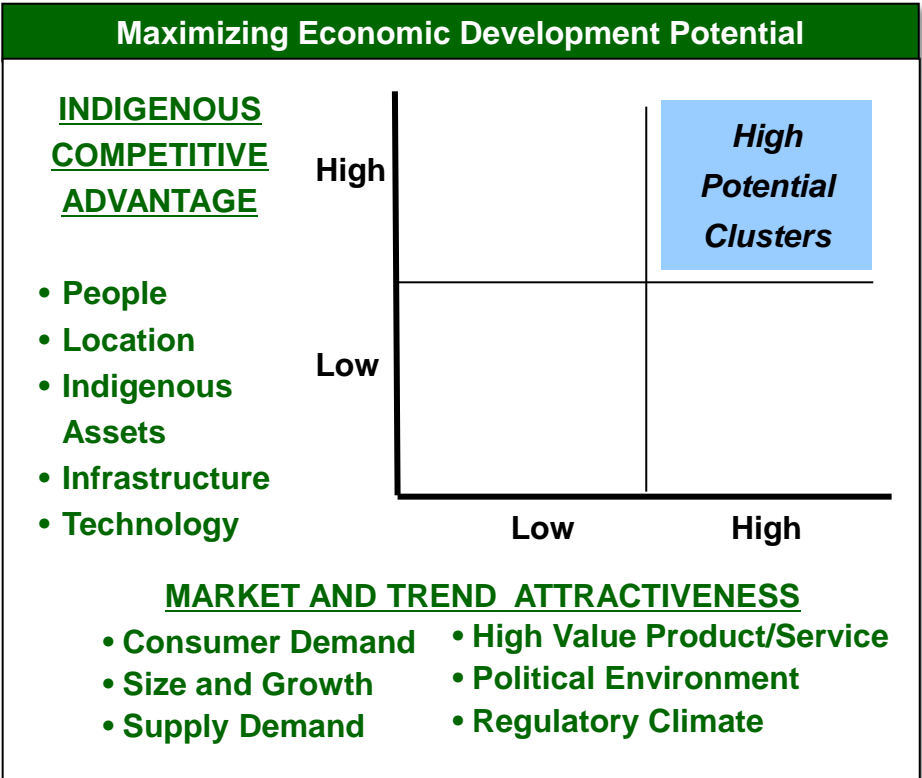 Maximizing Economic Development Potential
INDIGENOUS
COMPETITIVE
ADVANTAGE
• People
• Location
• Indigenous
Assets
• Infrastructure
• Technology
High
Low
High
Potential
Clusters
Low
High
MARKET AND TREND ATTRACTIVENESS
• Consumer Demand
• Size and Growth
• Supply Demand
• High Value Product/Service
• Political Environment
• Regulatory Climate